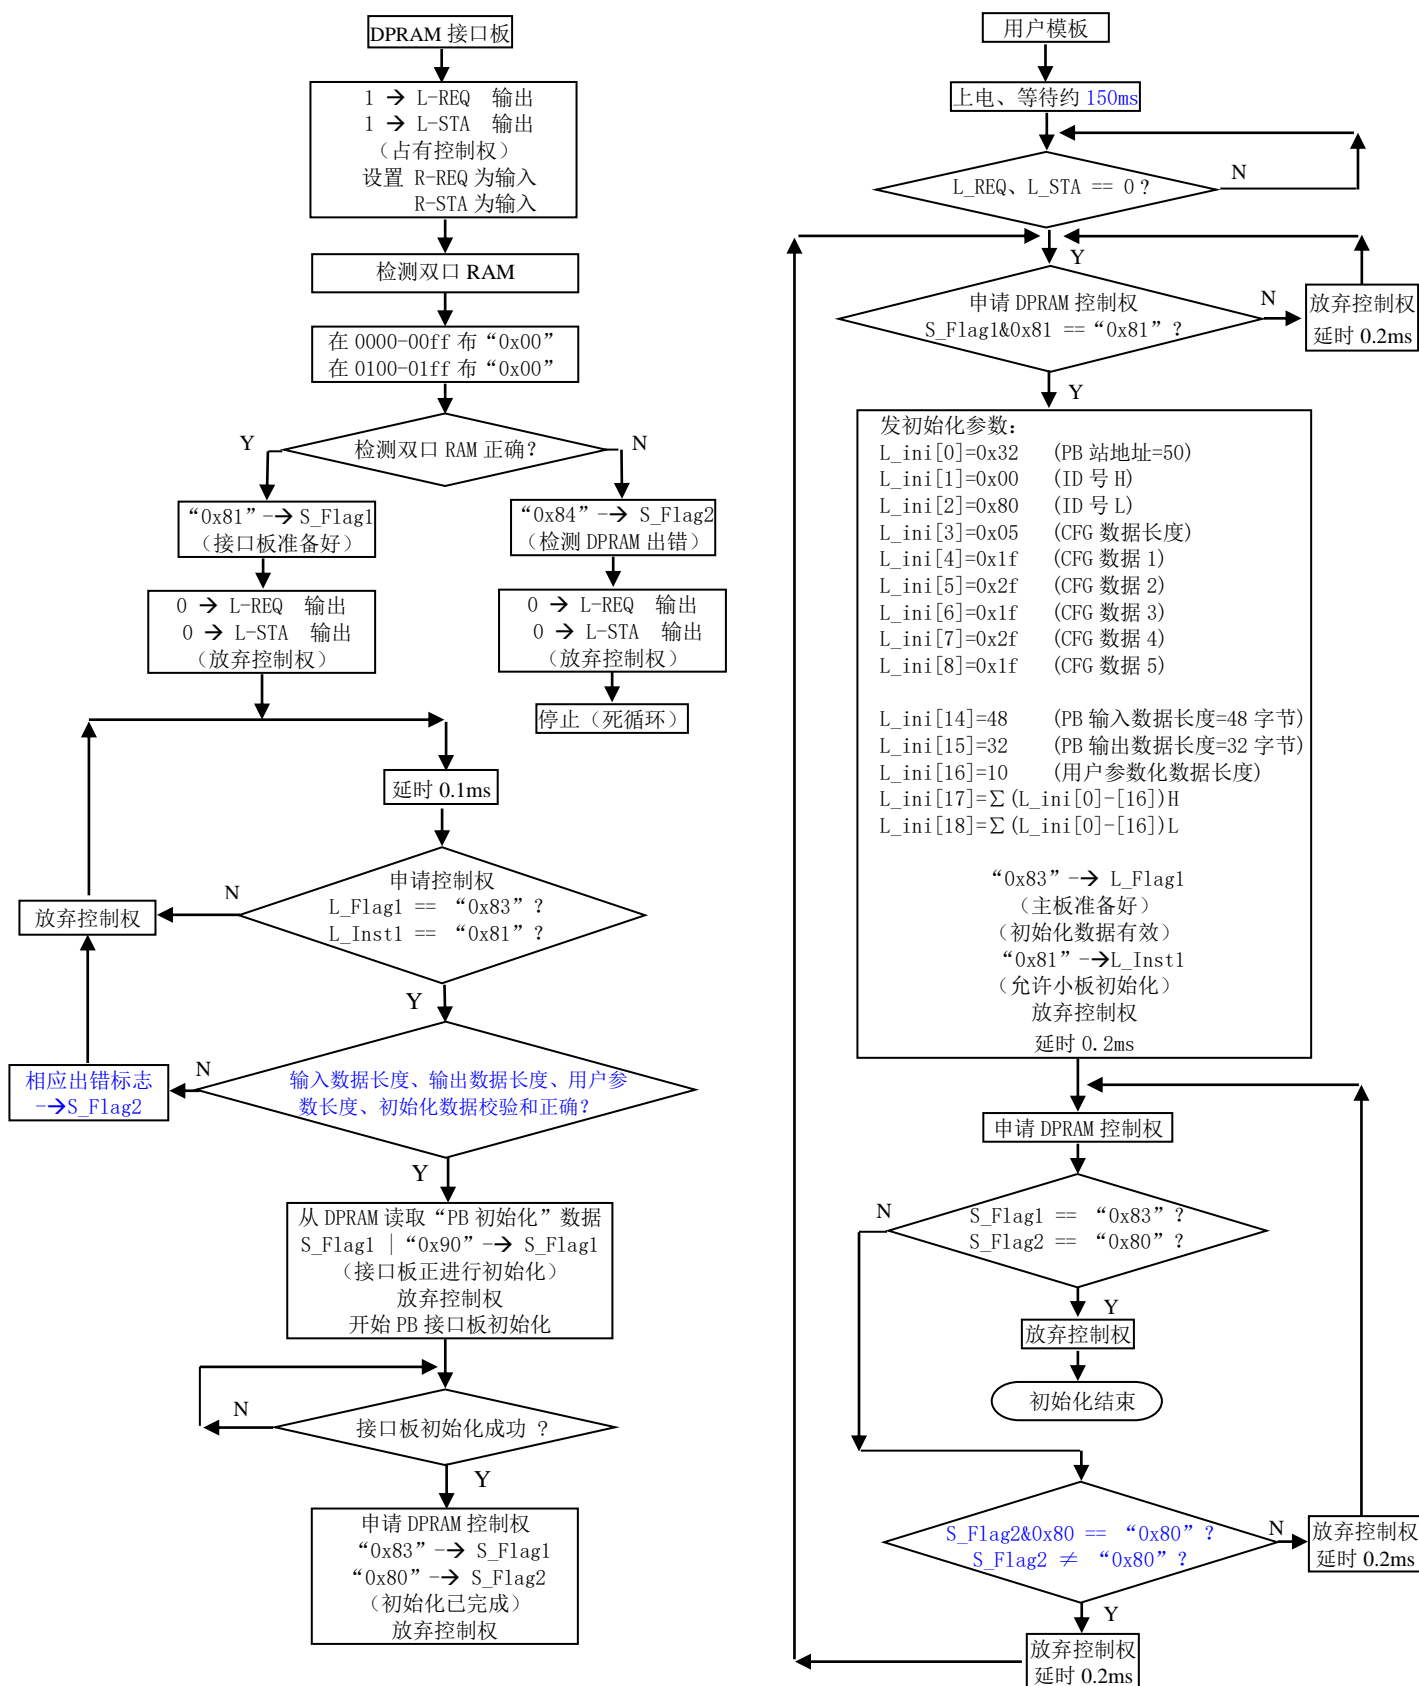 DPRAM 接口板
1 → L-REQ 输出
1 → L-STA 输出
（占有控制权）
设置 R-REQ 为输入
R-STA 为输入
检测双口 RAM
在 0000-00ff 布“0x00”
在 0100-01ff 布“0x00”
检测双口 RAM 正确？
Y
N
“0x81”-→ S_Flag1
（接口板准备好）
“0x84”-→ S_Flag2
（检测 DPRAM 出错）
0 → L-REQ 输出
0 → L-STA 输出
（放弃控制权）
0 → L-REQ 输出
0 → L-STA 输出
（放弃控制权）
停止（死循环）
延时 0.1ms
申请控制权
L_Flag1 == “0x83”？
L_Inst1 == “0x81”？
N
放弃控制权
Y
输入数据长度、输出数据长度、用户参
数长度、初始化数据校验和正确？
N
相应出错标志
-→S_Flag2
Y
从 DPRAM 读取“PB 初始化”数据
S_Flag1 | “0x90”-→ S_Flag1
（接口板正进行初始化）
放弃控制权
开始 PB 接口板初始化
N
接口板初始化成功 ？
Y
申请 DPRAM 控制权
“0x83”-→ S_Flag1
“0x80”-→ S_Flag2
（初始化已完成）
放弃控制权
用户模板
上电、等待约 150ms
L_REQ、L_STA == 0？
N
Y
申请 DPRAM 控制权
S_Flag1&0x81 == “0x81”？
N
放弃控制权
延时 0.2ms
Y
发初始化参数：
L_ini[0]=0x32 (PB 站地址=50)
L_ini[1]=0x00 (ID 号 H)
L_ini[2]=0x80 (ID 号 L)
L_ini[3]=0x05 (CFG 数据长度)
L_ini[4]=0x1f (CFG 数据 1)
L_ini[5]=0x2f (CFG 数据 2)
L_ini[6]=0x1f (CFG 数据 3)
L_ini[7]=0x2f (CFG 数据 4)
L_ini[8]=0x1f (CFG 数据 5)
L_ini[14]=48 (PB 输入数据长度=48 字节)
L_ini[15]=32 (PB 输出数据长度=32 字节)
L_ini[16]=10 (用户参数化数据长度)
L_ini[17]=∑(L_ini[0]-[16])H
L_ini[18]=∑(L_ini[0]-[16])L
“0x83”-→ L_Flag1
（主板准备好）
（初始化数据有效）
“0x81”-→L_Inst1
（允许小板初始化）
放弃控制权
延时 0.2ms
申请 DPRAM 控制权
N
S_Flag1 == “0x83”？
S_Flag2 == “0x80”？
Y
放弃控制权
初始化结束
S_Flag2&0x80 == “0x80”？
S_Flag2 ≠ “0x80”？
N
放弃控制权
延时 0.2ms
Y
放弃控制权
延时 0.2ms